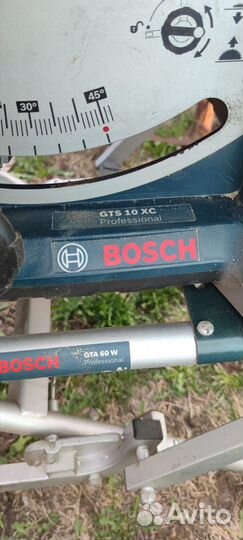 30°
45°
GTS 10 XC
Professional
BOSCH
BOSCH
GTA 60 W
Professional
Avito